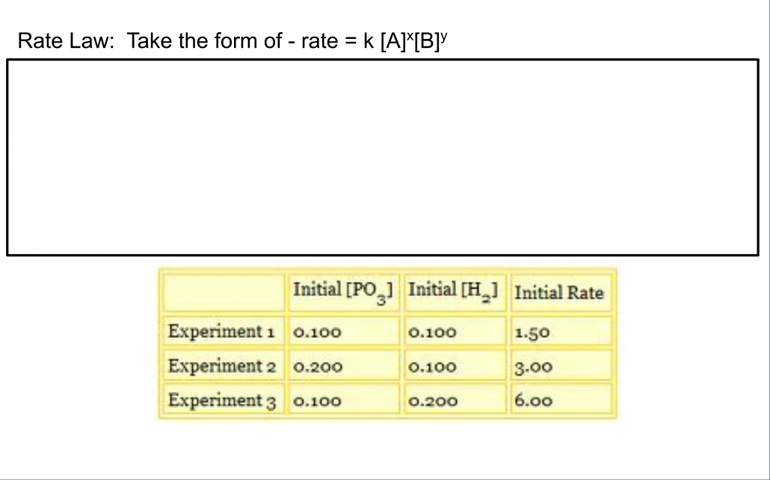 Rate Law:  Take the form of - rate = k [A]ˣ[B]ʸ
Initial [PO₃] Initial [H₂] Initial Rate
Experiment 1 0.100 0.100 1.50
Experiment 2 0.200 0.100 3.00
Experiment 3 0.100 0.200 6.00